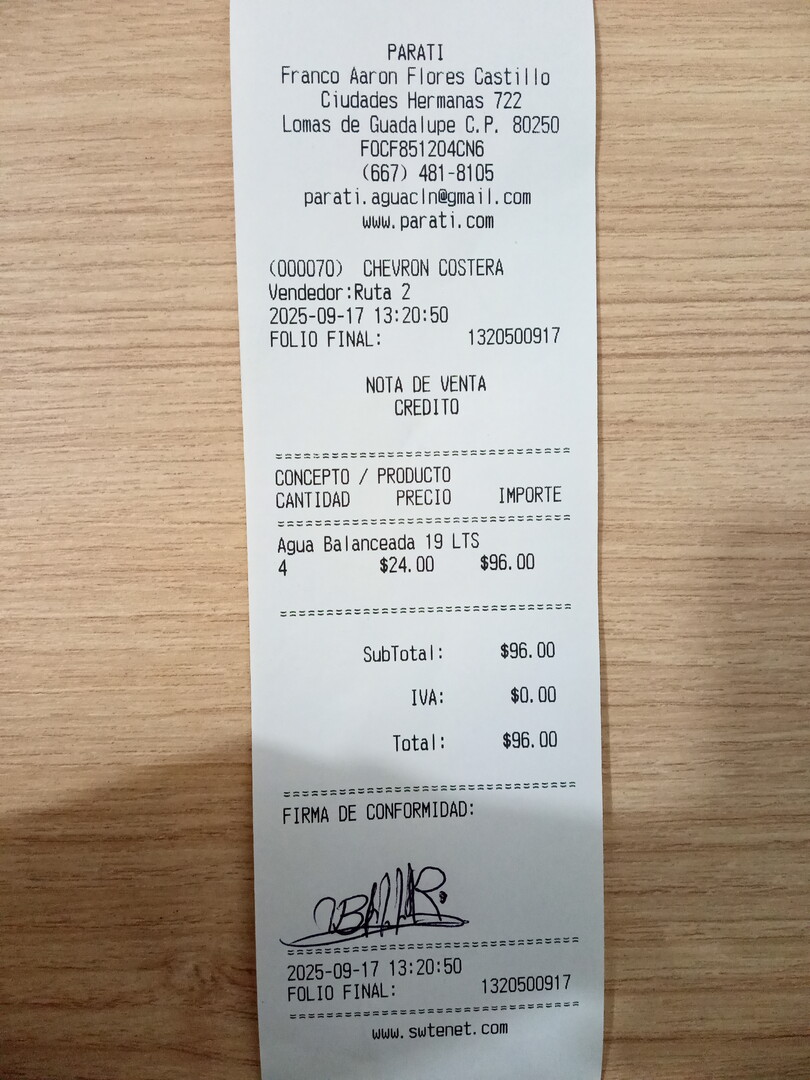 PARATI
Franco Aaron Flores Castillo
Ciudades Hermanas 722
Lomas de Guadalupe C.P. 80250
FOCF851204CN6
(667) 481-8105
parati.aguacln@gmail.com
www.parati.com
(000070) CHEVRON COSTERA
Vendedor:Ruta 2
2025-09-17 13:20:50
FOLIO FINAL: 1320500917
NOTA DE VENTA
CREDITO
CONCEPTO / PRODUCTO
CANTIDAD PRECIO IMPORTE
Agua Balanceada 19 LTS
4 $24.00 $96.00
SubTotal: $96.00
IVA: $0.00
Total: $96.00
FIRMA DE CONFORMIDAD:
2025-09-17 13:20:50
FOLIO FINAL: 1320500917
www.swtenet.com